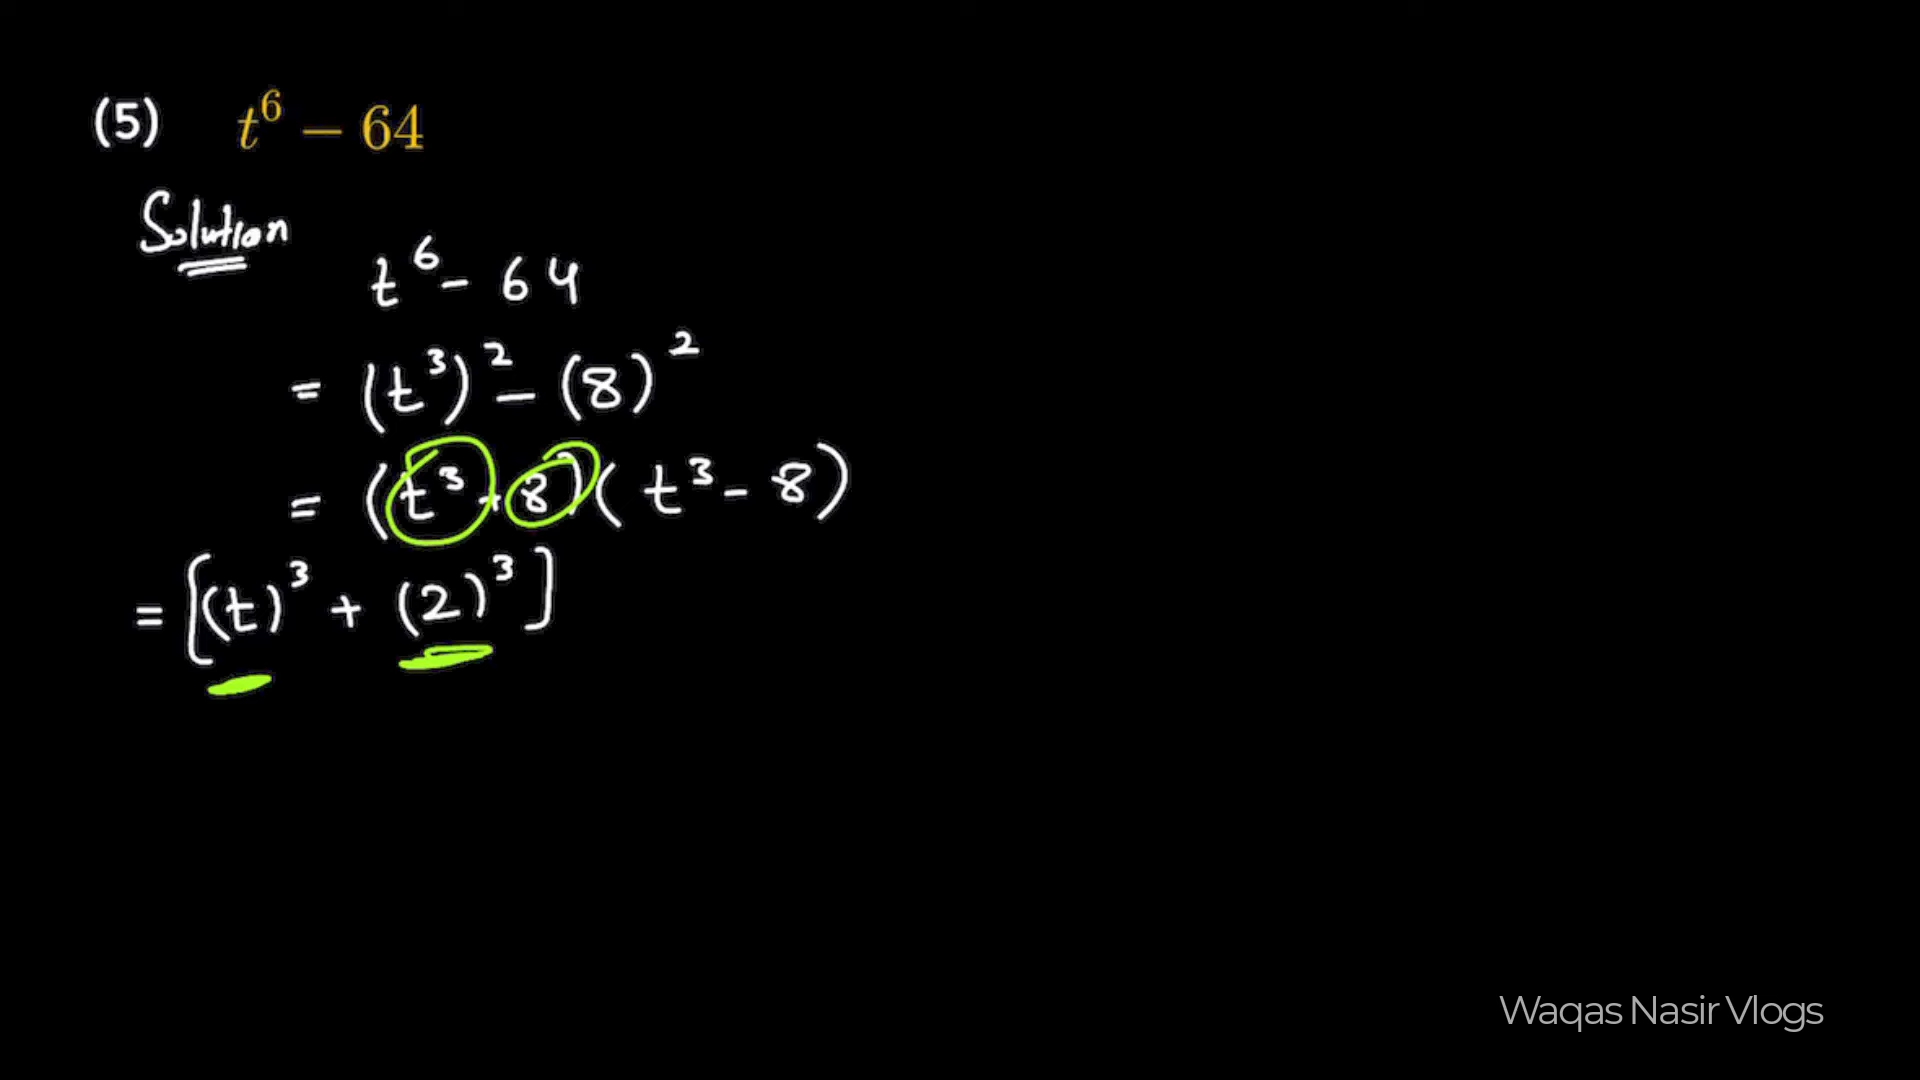 (5) t⁶ − 64
Solution
t⁶ - 64
= (t³)² - (8)²
= (t³ + 8)(t³ - 8)
= [(t)³ + (2)³]
Waqas Nasir Vlogs